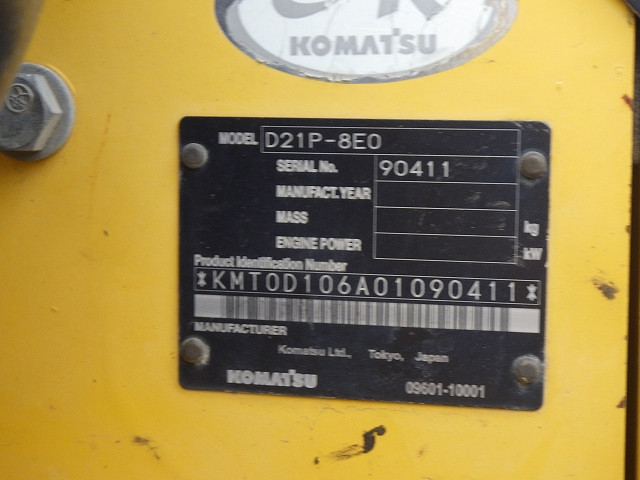 KOMATSU
MODEL D21P-8E0
SERIAL No. 90411
MANUFACT.YEAR
MASS kg
ENGINE POWER kW
Product Identification Number
*KMT0D106A01090411*
MANUFACTURER
Komatsu Ltd., Tokyo, Japan
KOMATSU 09601-10001